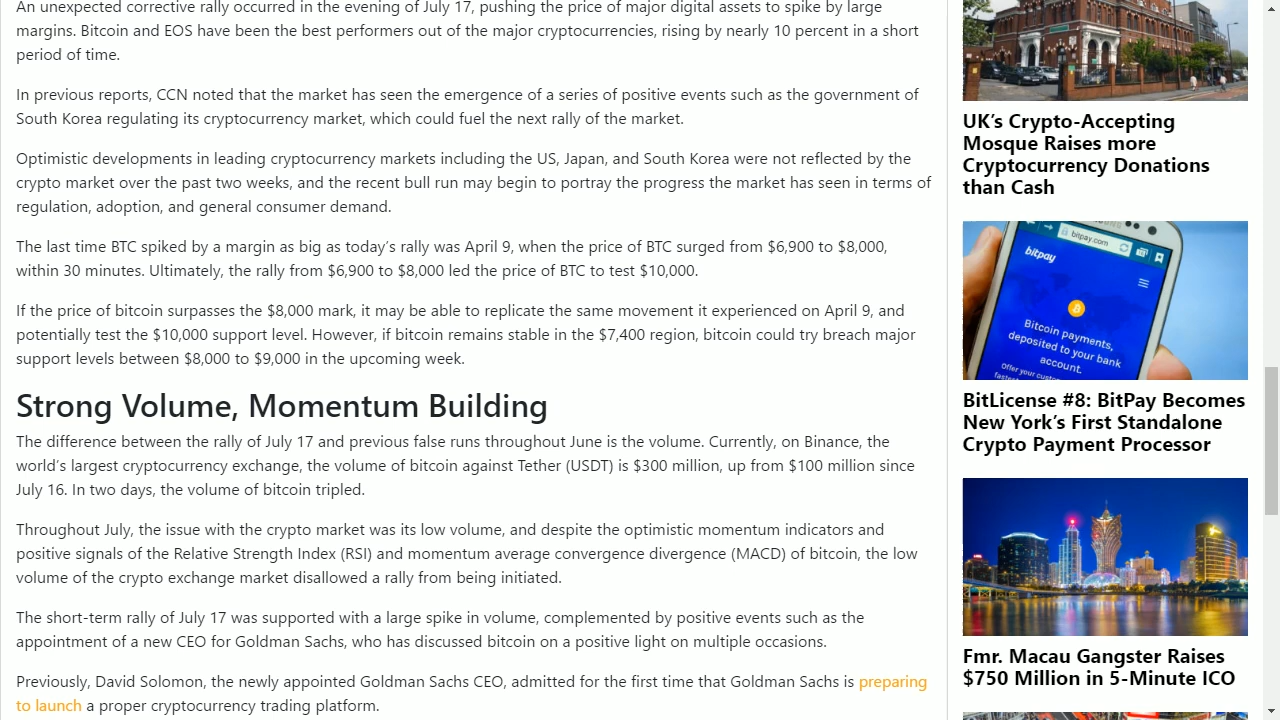 An unexpected corrective rally occurred in the evening of July 17, pushing the price of major digital assets to spike by large
margins. Bitcoin and EOS have been the best performers out of the major cryptocurrencies, rising by nearly 10 percent in a short
period of time.
In previous reports, CCN noted that the market has seen the emergence of a series of positive events such as the government of
South Korea regulating its cryptocurrency market, which could fuel the next rally of the market.
Optimistic developments in leading cryptocurrency markets including the US, Japan, and South Korea were not reflected by the
crypto market over the past two weeks, and the recent bull run may begin to portray the progress the market has seen in terms of
regulation, adoption, and general consumer demand.
The last time BTC spiked by a margin as big as today's rally was April 9, when the price of BTC surged from $6,900 to $8,000,
within 30 minutes. Ultimately, the rally from $6,900 to $8,000 led the price of BTC to test $10,000.
If the price of bitcoin surpasses the $8,000 mark, it may be able to replicate the same movement it experienced on April 9, and
potentially test the $10,000 support level. However, if bitcoin remains stable in the $7,400 region, bitcoin could try breach major
support levels between $8,000 to $9,000 in the upcoming week.
Strong Volume, Momentum Building
The difference between the rally of July 17 and previous false runs throughout June is the volume. Currently, on Binance, the
world's largest cryptocurrency exchange, the volume of bitcoin against Tether (USDT) is $300 million, up from $100 million since
July 16. In two days, the volume of bitcoin tripled.
Throughout July, the issue with the crypto market was its low volume, and despite the optimistic momentum indicators and
positive signals of the Relative Strength Index (RSI) and momentum average convergence divergence (MACD) of bitcoin, the low
volume of the crypto exchange market disallowed a rally from being initiated.
The short-term rally of July 17 was supported with a large spike in volume, complemented by positive events such as the
appointment of a new CEO for Goldman Sachs, who has discussed bitcoin on a positive light on multiple occasions.
Previously, David Solomon, the newly appointed Goldman Sachs CEO, admitted for the first time that Goldman Sachs is preparing
to launch a proper cryptocurrency trading platform.
UK's Crypto-Accepting
Mosque Raises more
Cryptocurrency Donations
than Cash
bitpay.com
bitpay
Bitcoin payments,
deposited to your bank
account.
Offer your
BitLicense #8: BitPay Becomes
New York's First Standalone
Crypto Payment Processor
Fmr. Macau Gangster Raises
$750 Million in 5-Minute ICO